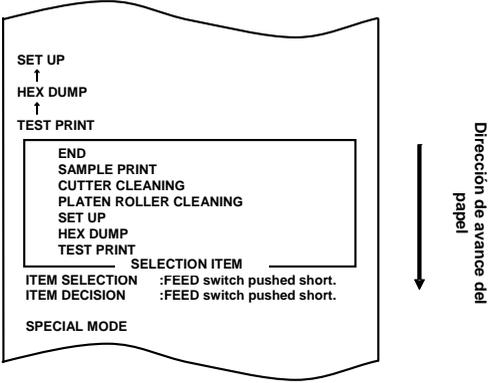 SET UP
↑
HEX DUMP
↑
TEST PRINT
END
SAMPLE PRINT
CUTTER CLEANING
PLATEN ROLLER CLEANING
SET UP
HEX DUMP
TEST PRINT
SELECTION ITEM
ITEM SELECTION :FEED switch pushed short.
ITEM DECISION :FEED switch pushed short.
SPECIAL MODE
Dirección de avance del
papel